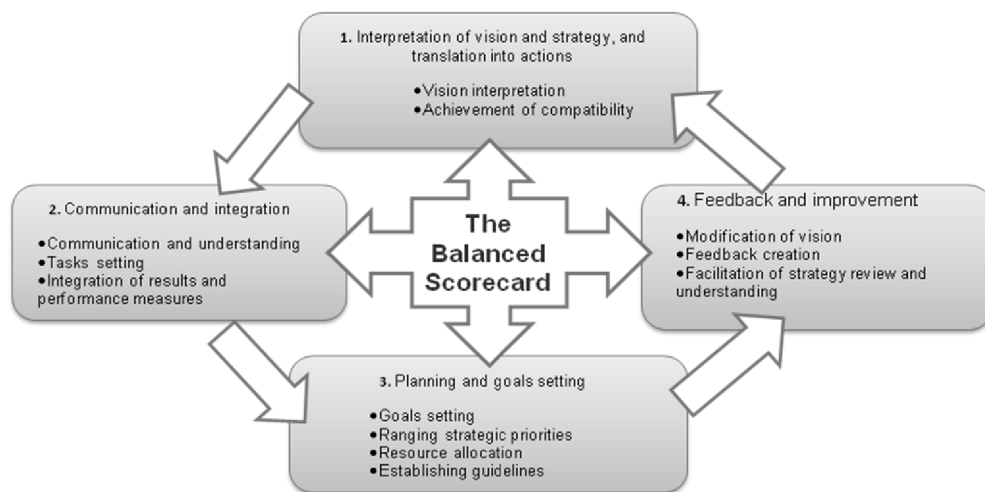 1. Interpretation of vision and strategy, and
translation into actions
•Vision interpretation
•Achievement of compatibility
2. Communication and integration
•Communication and understanding
•Tasks setting
•Integration of results and
performance measures
The
Balanced
Scorecard
4. Feedback and improvement
•Modification of vision
•Feedback creation
•Facilitation of strategy review and
understanding
3. Planning and goals setting
•Goals setting
•Ranging strategic priorities
•Resource allocation
•Establishing guidelines